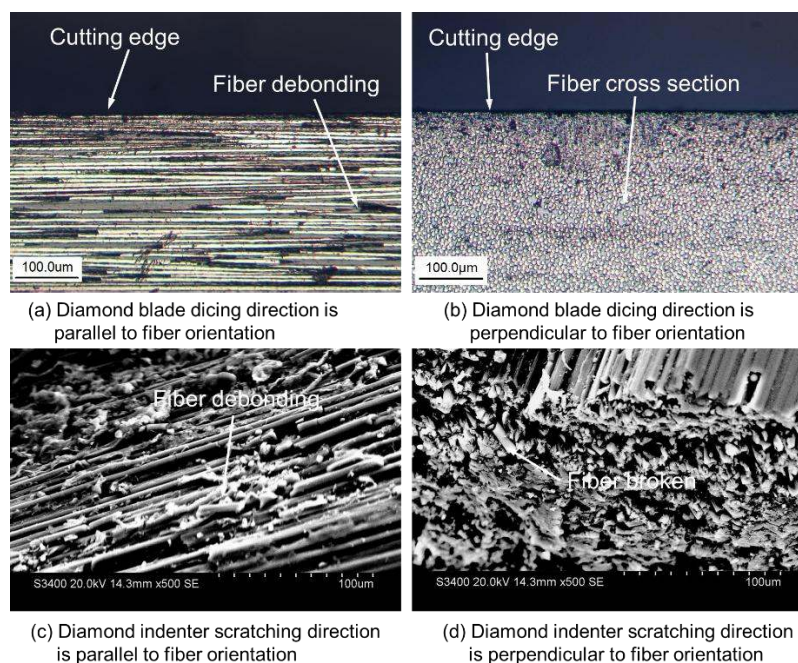 Cutting edge
Fiber debonding
100.0um
(a) Diamond blade dicing direction is
parallel to fiber orientation
Cutting edge
Fiber cross section
100.0µm
(b) Diamond blade dicing direction is
perpendicular to fiber orientation
Fiber debonding
S3400 20.0kV 14.3mm x500 SE
100um
(c) Diamond indenter scratching direction
is parallel to fiber orientation
Fiber broken
S3400 20.0kV 14.3mm x500 SE
100um
(d) Diamond indenter scratching direction
is perpendicular to fiber orientation